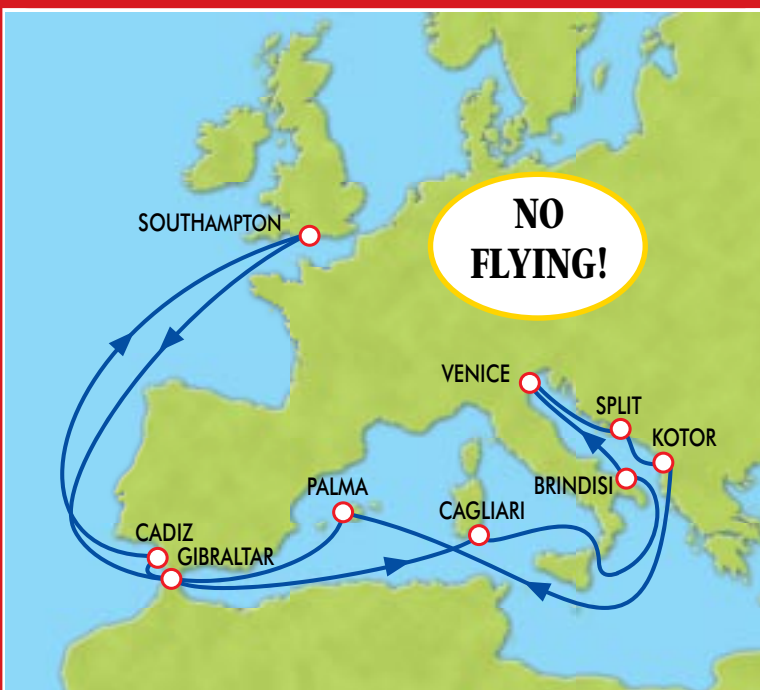 NO
FLYING!
SOUTHAMPTON
VENICE
SPLIT
KOTOR
BRINDISI
PALMA
CAGLIARI
CADIZ
GIBRALTAR